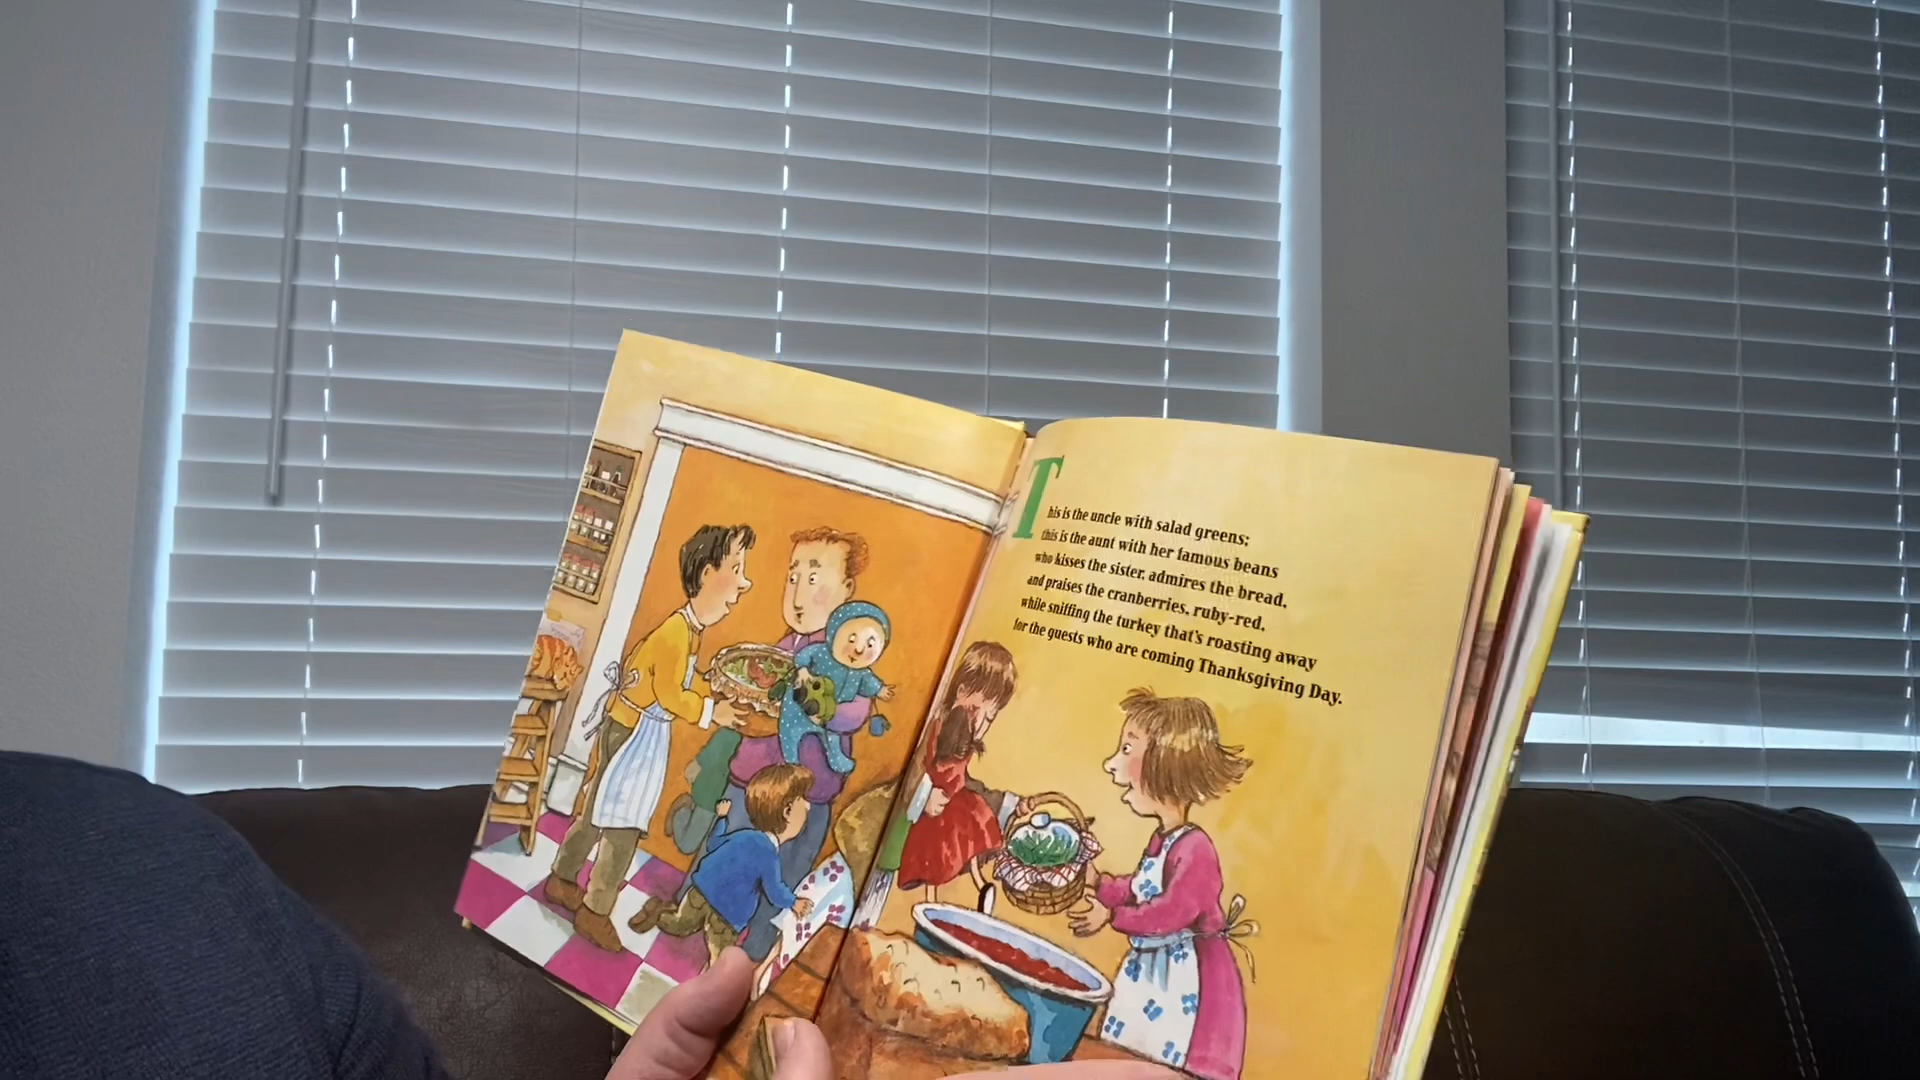 This is the uncle with salad greens;
this is the aunt with her famous beans
who kisses the sister, admires the bread,
and praises the cranberries, ruby-red,
while sniffing the turkey that's roasting away
for the guests who are coming Thanksgiving Day.